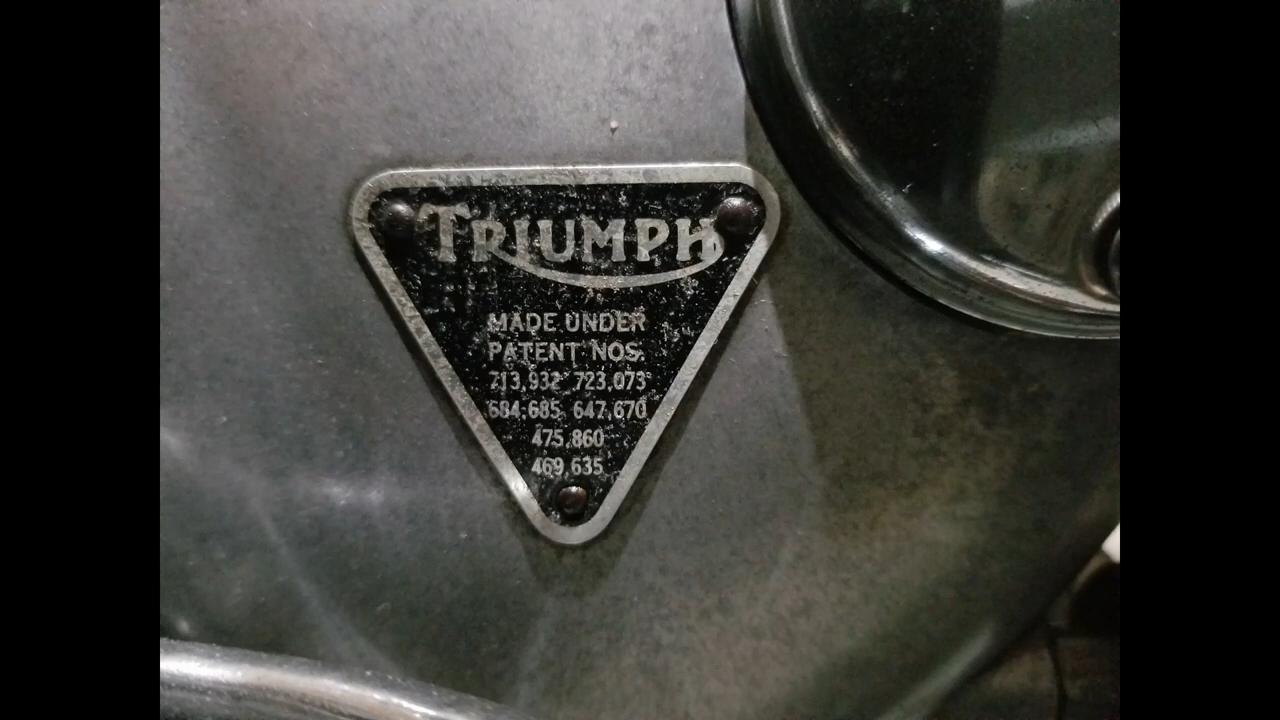 TRIUMPH
MADE UNDER
PATENT NOS.
713,932 723,073
684,685 647,670
475,860
469,635